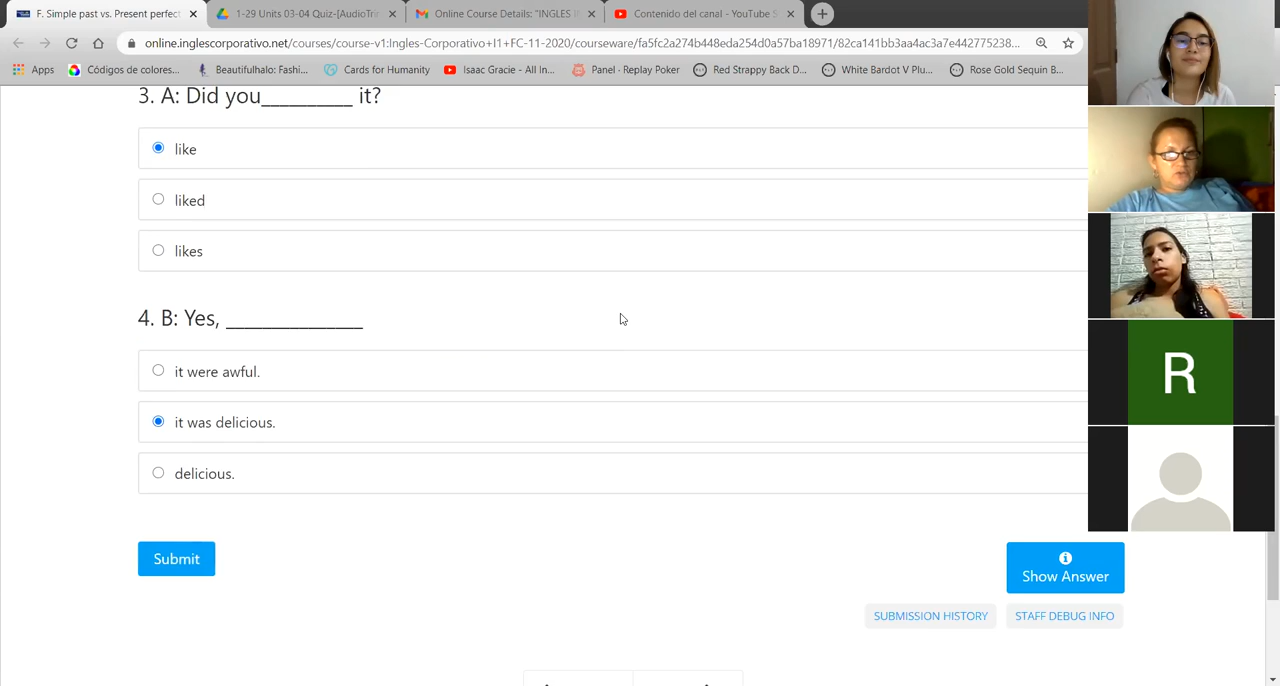 F. Simple past vs. Present perfect
1-29 Units 03-04 Quiz-[AudioTri
Online Course Details: "INGLES I
Contenido del canal - YouTube S
online.inglescorporativo.net/courses/course-v1:Ingles-Corporativo+I1+FC-11-2020/courseware/fa5fc2a274b448eda254d0a57ba18971/82ca141bb3aa4ac3a7e442775238...
Apps
Códigos de colores...
Beautifulhalo: Fashi...
Cards for Humanity
Isaac Gracie - All In...
Panel · Replay Poker
Red Strappy Back D...
White Bardot V Plu...
Rose Gold Sequin B...
3. A: Did you__________ it?
like
liked
likes
4. B: Yes, _______________
it were awful.
it was delicious.
delicious.
Submit
Show Answer
SUBMISSION HISTORY
STAFF DEBUG INFO
R